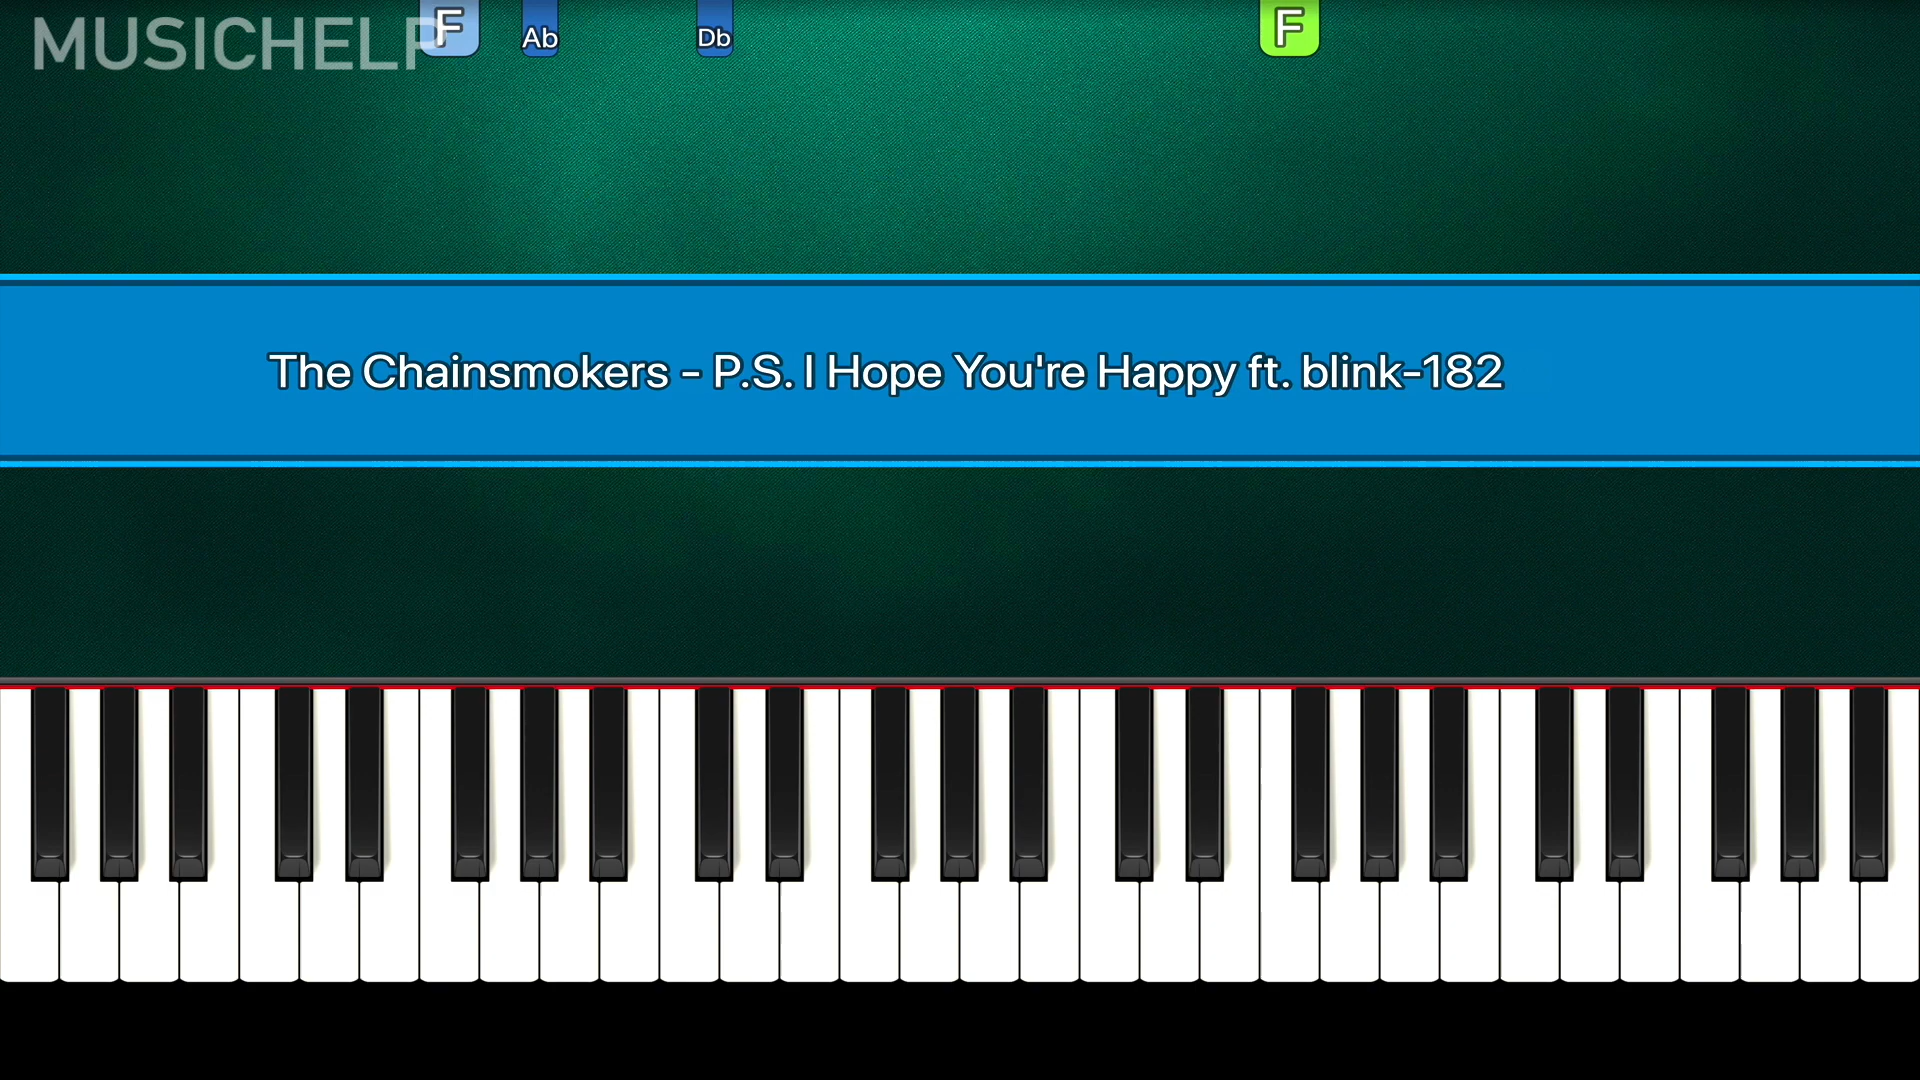 MUSICHELP
F Ab Db F
The Chainsmokers - P.S. I Hope You're Happy ft. blink-182